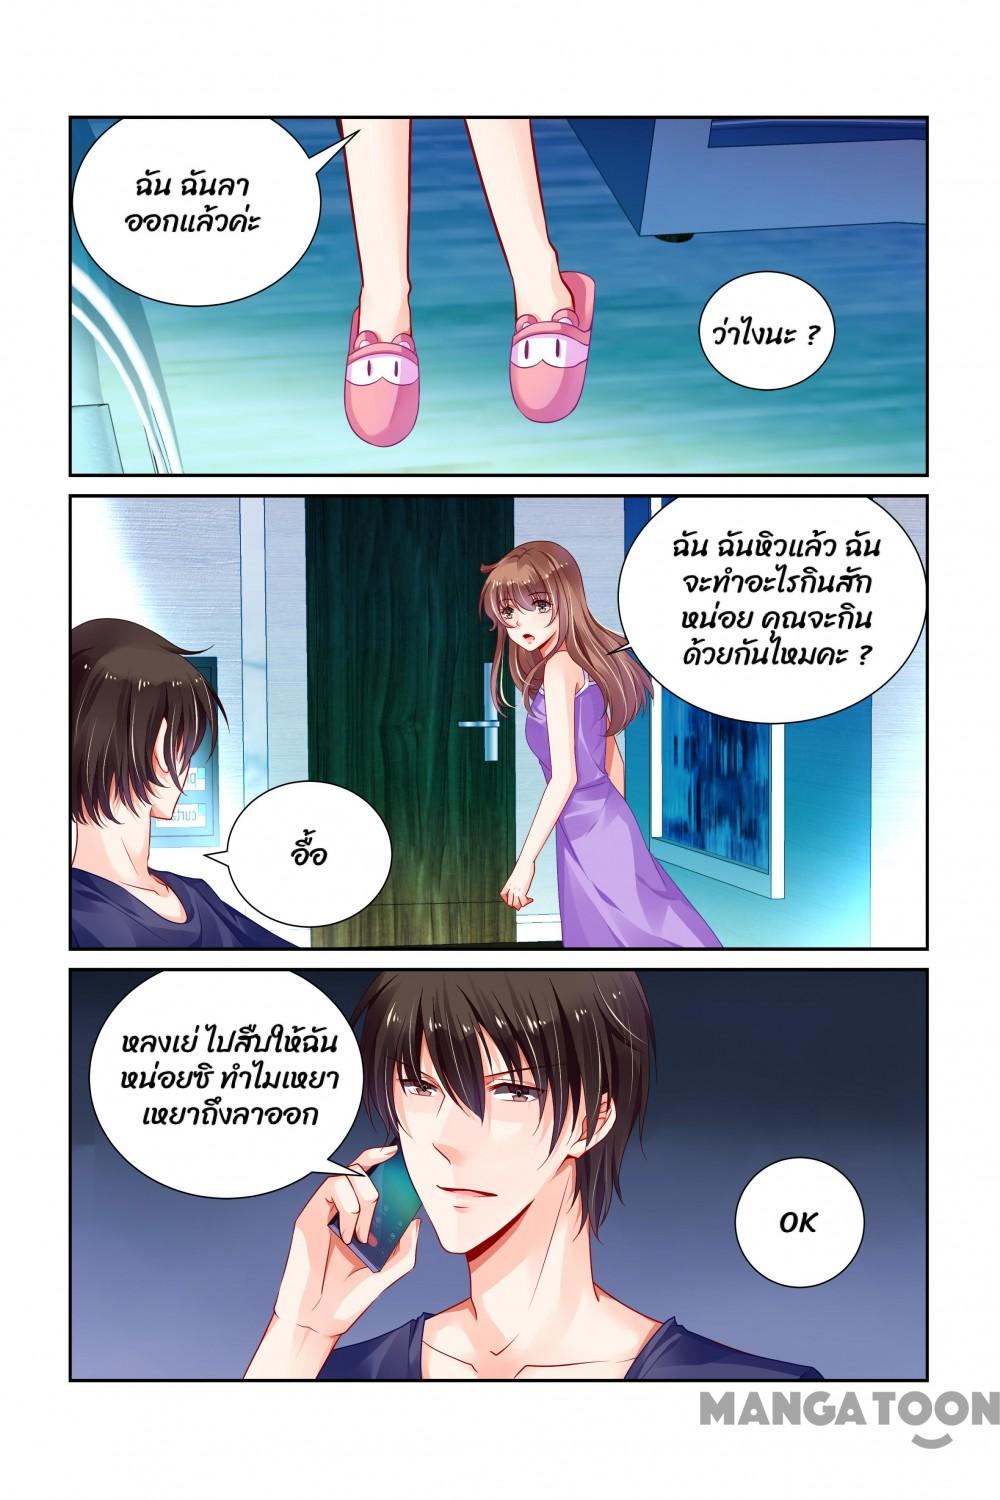 ฉัน ฉันลา
ออกแล้วค่ะ
ว่าไงนะ ?
ฉัน ฉันหิวแล้ว ฉัน
จะทำอะไรกินสัก
หน่อย คุณจะกิน
ด้วยกันไหมคะ ?
อื้อ
หลงเย่ ไปสืบให้ฉัน
หน่อยซิ ทำไมเหยา
เหยาถึงลาออก
OK
MANGATOON